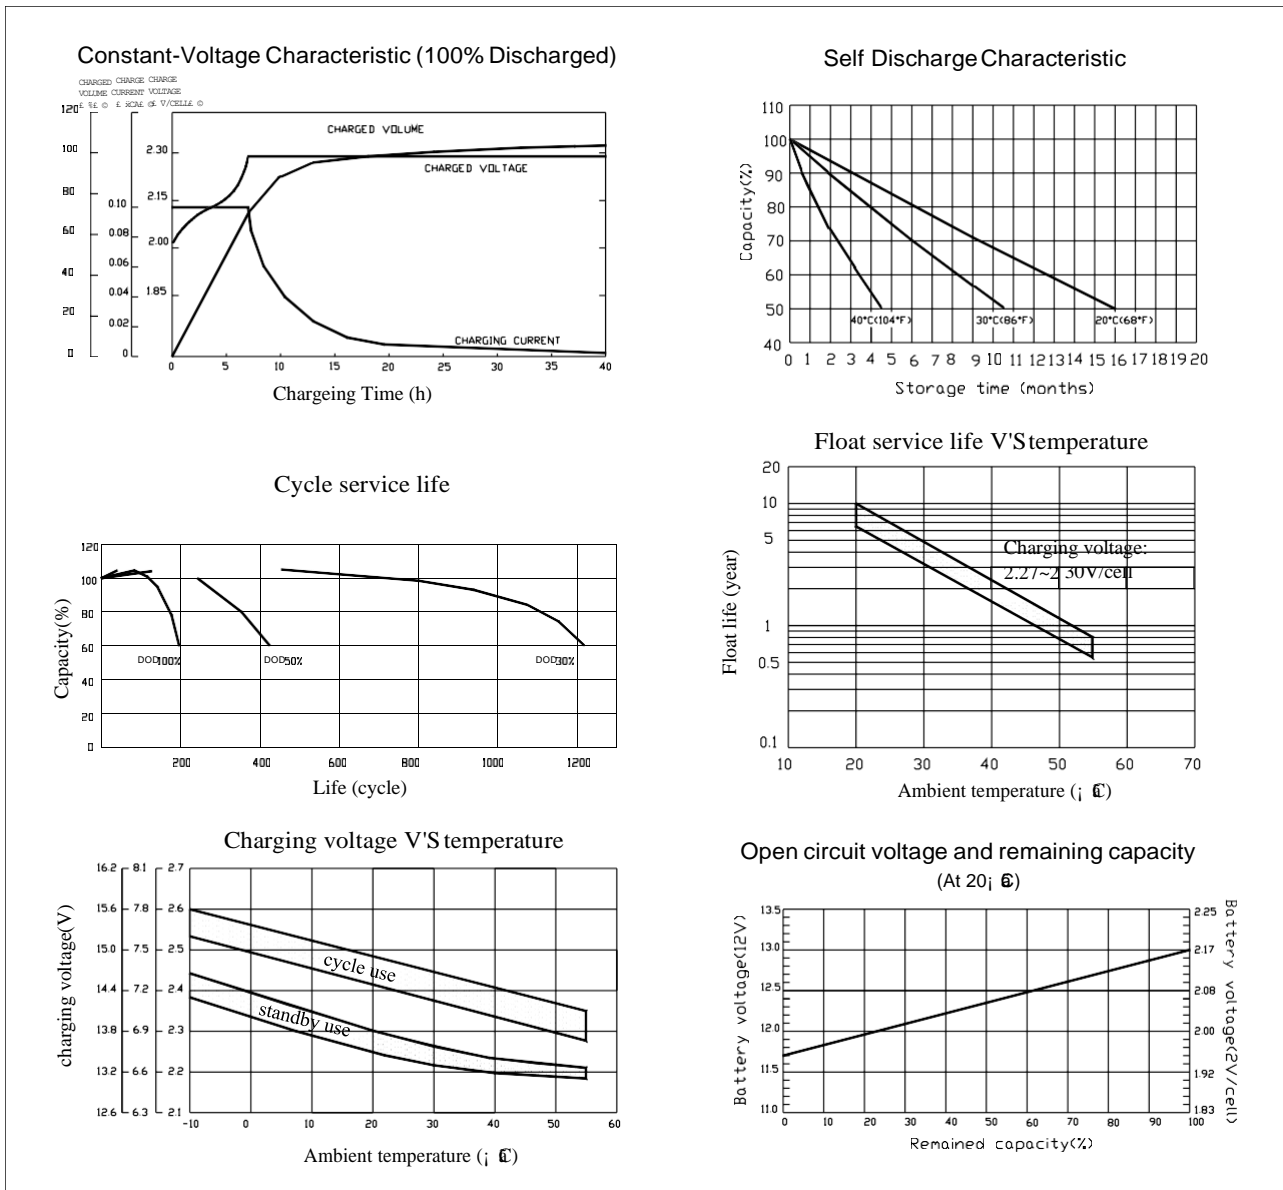 Constant-Voltage Characteristic (100% Discharged)
CHARGED CHARGE CHARGE
VOLUME CURRENT VOLTAGE
£ %£ © £ xCA£ @£ V/CELL£ ©
120
100
80
60
40
20
0
0.10
0.08
0.06
0.04
0.02
0
2.30
2.15
2.00
1.85
CHARGED VOLUME
CHARGED VOLTAGE
CHARGING CURRENT
0 5 10 15 20 25 30 35 40
Chargeing Time (h)
Self Discharge Characteristic
Capacity(%)
110
100
90
80
70
60
50
40
40°C(104°F) 30°C(86°F) 20°C(68°F)
0 1 2 3 4 5 6 7 8 9 10 11 12 13 14 15 16 17 18 19 20
Storage time (months)
Cycle service life
Capacity(%)
120
100
80
60
40
20
0
DOD100% DOD50% DOD30%
200 400 600 800 1000 1200
Life (cycle)
Float service life V'S temperature
Float life (year)
20
10
5
1
0.5
0.1
Charging voltage:
2.27~2 30V/cell
10 20 30 40 50 60 70
Ambient temperature (¡ C)
Charging voltage V'S temperature
charging voltage(V)
16.2 8.1 2.7
15.6 7.8 2.6
15.0 7.5 2.4
14.4 7.2 2.4
13.8 6.9 2.3
13.2 6.6 2.2
12.6 6.3 2.1
cycle use
standby use
-10 0 10 20 30 40 50 60
Ambient temperature (¡ C)
Open circuit voltage and remaining capacity
(At 20¡ C)
Battery voltage(12V)
13.5
13.0
12.5
12.0
11.5
11.0
2.25
2.17
2.08
2.00
1.92
1.83
Battery voltage(2V/cell)
0 10 20 30 40 50 60 70 80 90 100
Remained capacity(%)